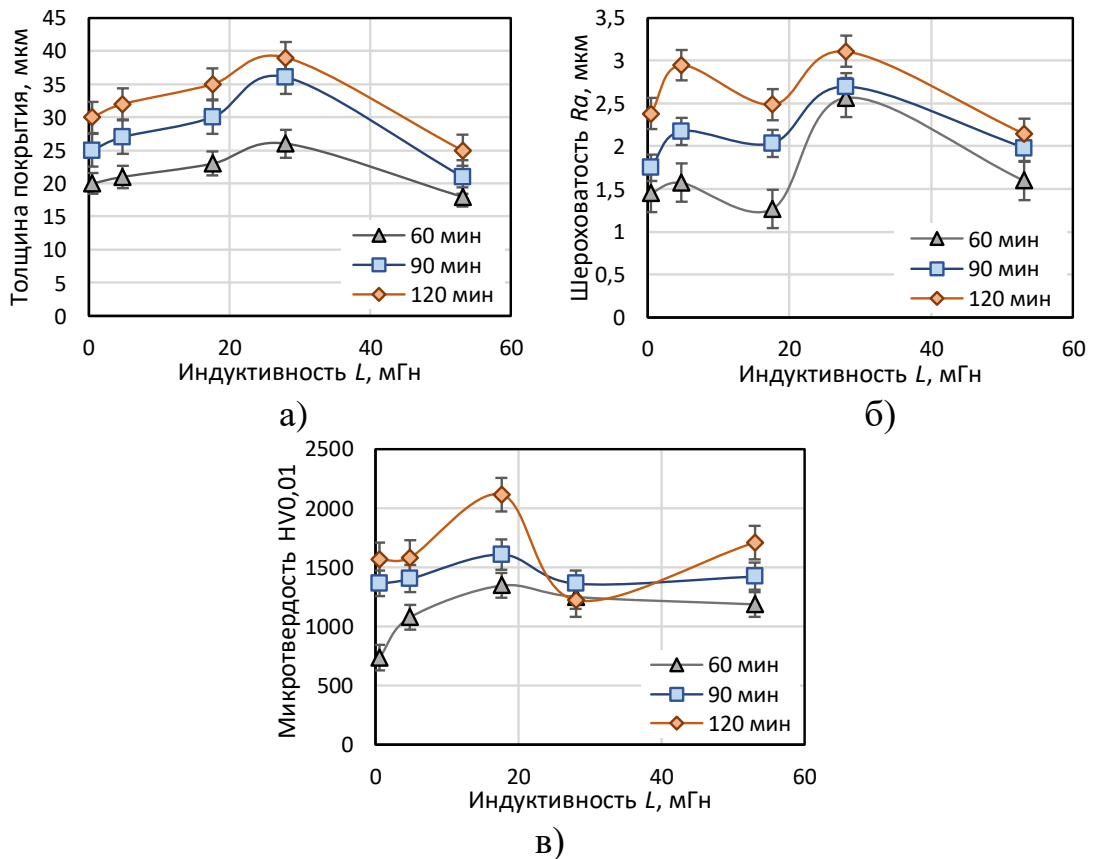 Толщина покрытия, мкм
45
40
35
30
25
20
15
10
5
0
60 мин
90 мин
120 мин
0
20
40
60
Индуктивность L, мГн
а)
Шероховатость Ra, мкм
3,5
3
2,5
2
1,5
1
0,5
0
60 мин
90 мин
120 мин
0
20
40
60
Индуктивность L, мГн
б)
Микротвердость HV0,01
2500
2000
1500
1000
500
0
60 мин
90 мин
120 мин
0
20
40
60
Индуктивность L, мГн
в)